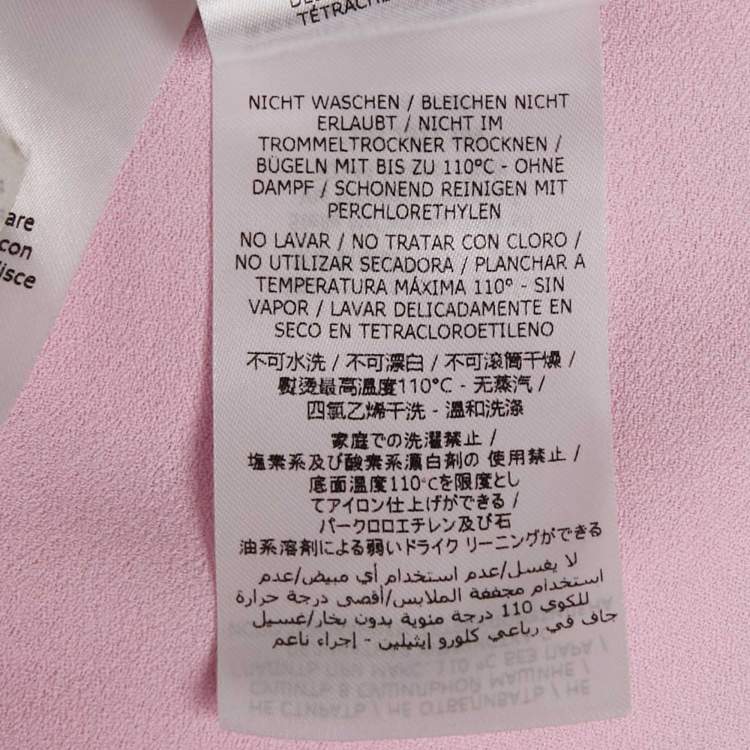 TÉTRACHL
are
con
isce
NICHT WASCHEN / BLEICHEN NICHT
ERLAUBT / NICHT IM
TROMMELTROCKNER TROCKNEN /
BÜGELN MIT BIS ZU 110°C - OHNE
DAMPF / SCHONEND REINIGEN MIT
PERCHLORETHYLEN
NO LAVAR / NO TRATAR CON CLORO /
NO UTILIZAR SECADORA / PLANCHAR A
TEMPERATURA MÁXIMA 110° - SIN
VAPOR / LAVAR DELICADAMENTE EN
SECO EN TETRACLOROETILENO
不可水洗 / 不可漂白 / 不可滚筒干燥 /
熨烫最高温度110°C - 无蒸汽 /
四氯乙烯干洗 - 温和洗涤
家庭での洗濯禁止 /
塩素系及び酸素系漂白剤の 使用禁止 /
底面温度110℃を限度とし
てアイロン仕上げができる /
パークロロエチレン及び石
油系溶剤による弱いドライク リーニングができる
لا يغسل/عدم استخدام أي مبيض/عدم
استخدام مجففة الملابس/أقصى درجة حرارة
للكوي 110 درجة مئوية بدون بخار/غسيل
جاف في رباعي كلورو إيثيلين - إجراء ناعم